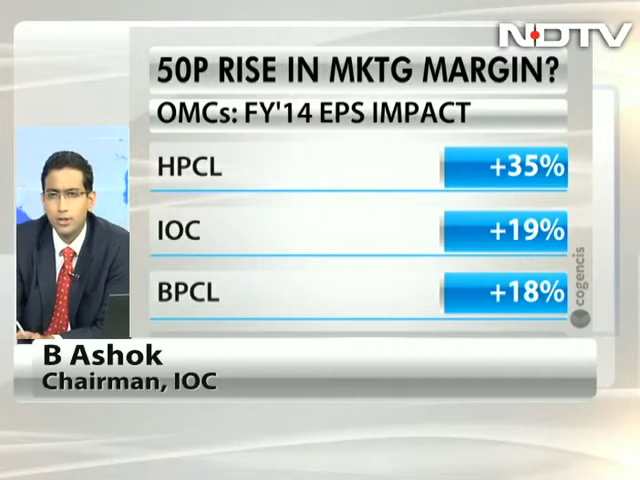 NDTV
50P RISE IN MKTG MARGIN?
OMCs: FY'14 EPS IMPACT
HPCL +35%
IOC +19%
BPCL +18%
cogencis
B Ashok
Chairman, IOC